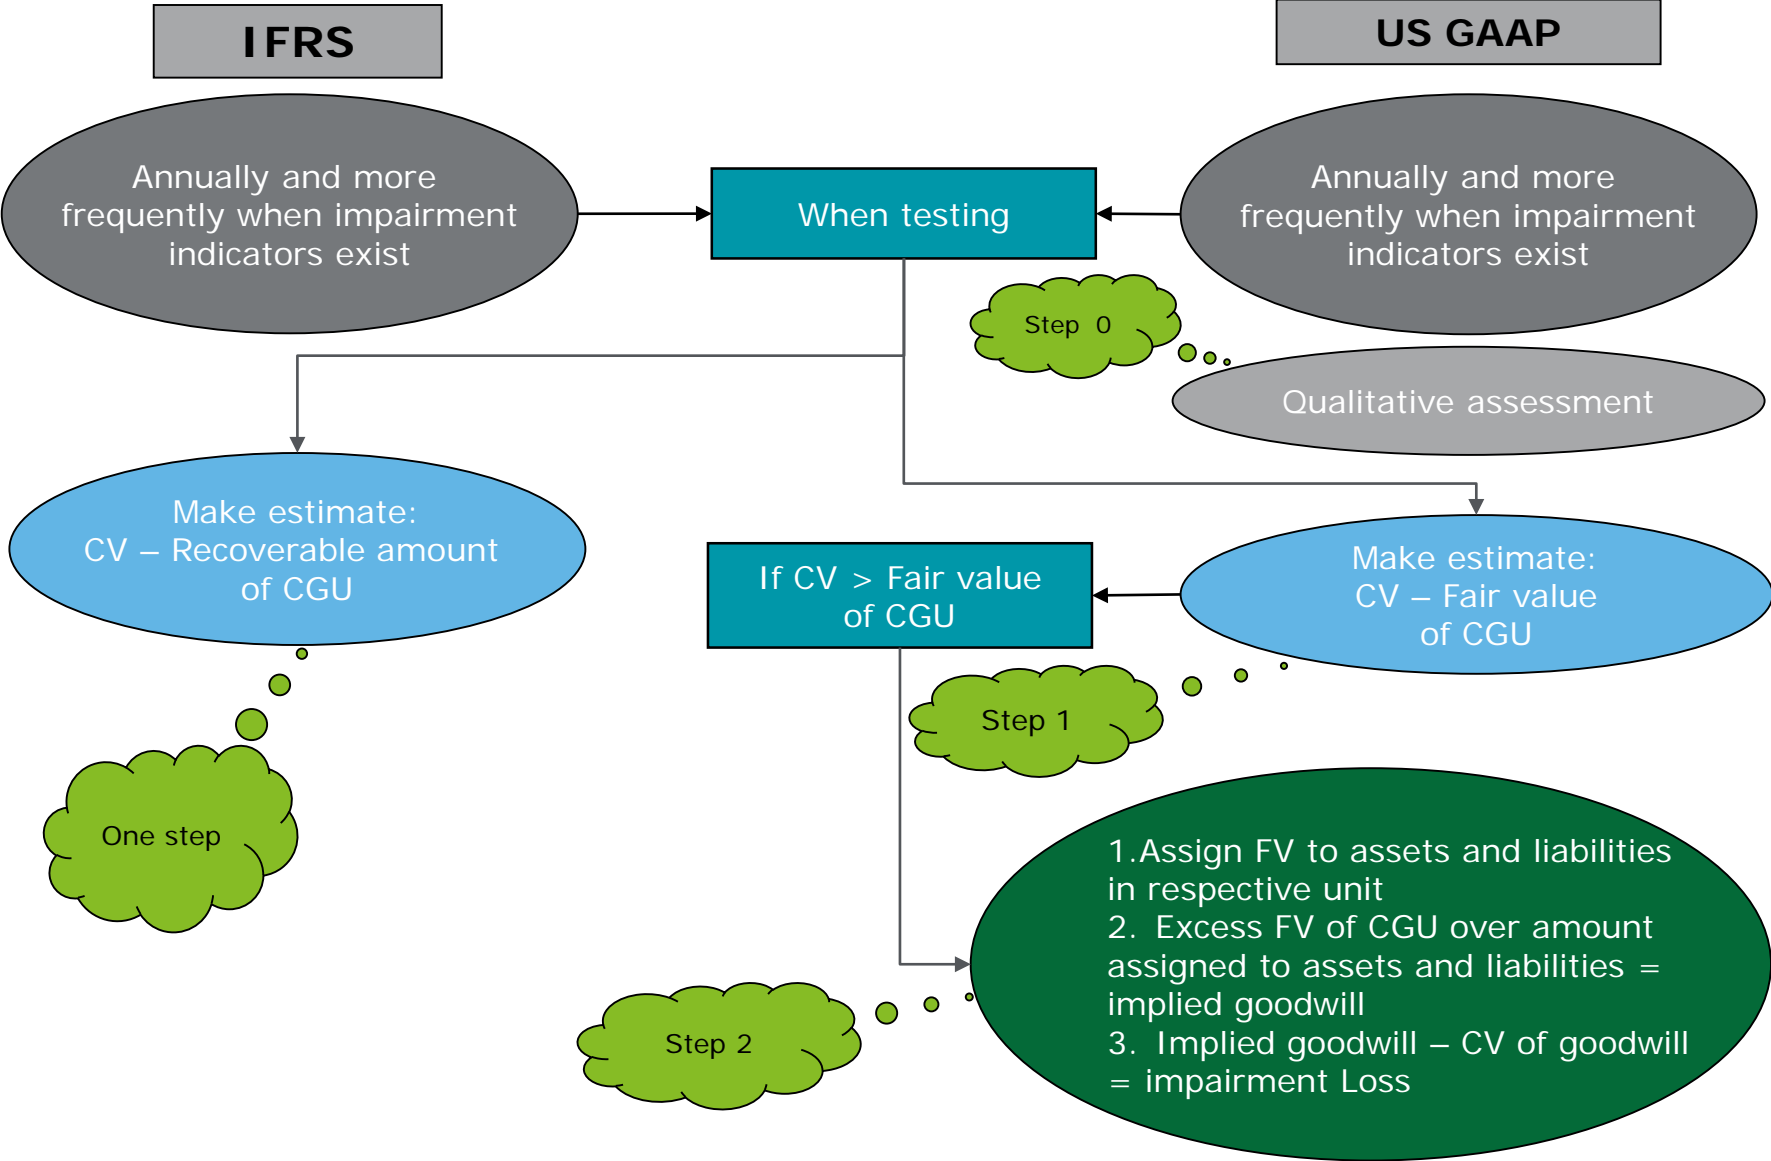 IFRS
US GAAP
Annually and more
frequently when impairment
indicators exist
When testing
Annually and more
frequently when impairment
indicators exist
Step 0
Qualitative assessment
Make estimate:
CV – Recoverable amount
of CGU
If CV > Fair value
of CGU
Make estimate:
CV – Fair value
of CGU
Step 1
One step
1.Assign FV to assets and liabilities
in respective unit
2. Excess FV of CGU over amount
assigned to assets and liabilities =
implied goodwill
3. Implied goodwill – CV of goodwill
= impairment Loss
Step 2